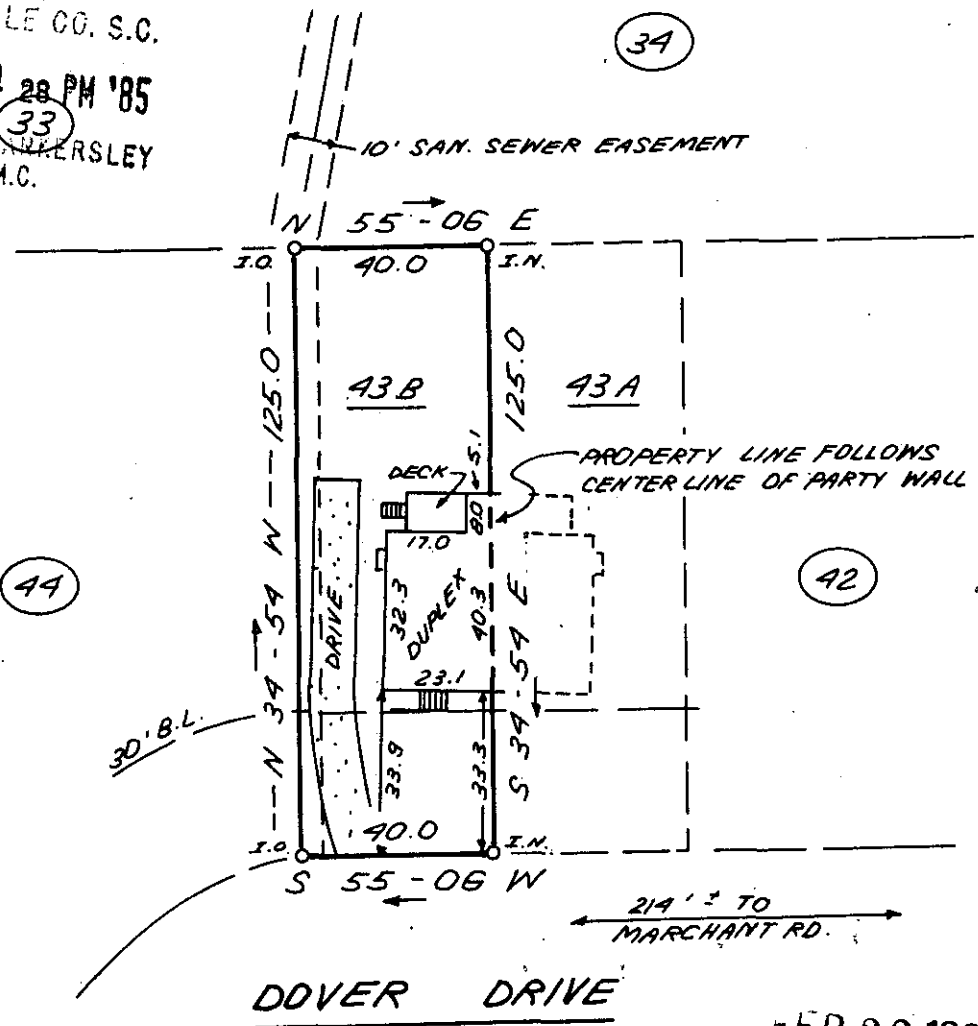 LE CO. S.C.
28 PM '85
33
ERSLEY
34
10' SAN. SEWER EASEMENT
N 55-06 E
I.O. 40.0 I.N.
125.0
125.0
43B
43A
DECK
5.1
PROPERTY LINE FOLLOWS
CENTER LINE OF PARTY WALL
8.0
17.0
44
42
N 34-54 W
DRIVE
32.3
DUPLEX
40.3
S 34-54 E
23.1
30' B.L.
33.9
33.3
I.O. 40.0 I.N.
S 55-06 W
214' ± TO
MARCHANT RD.
DOVER DRIVE